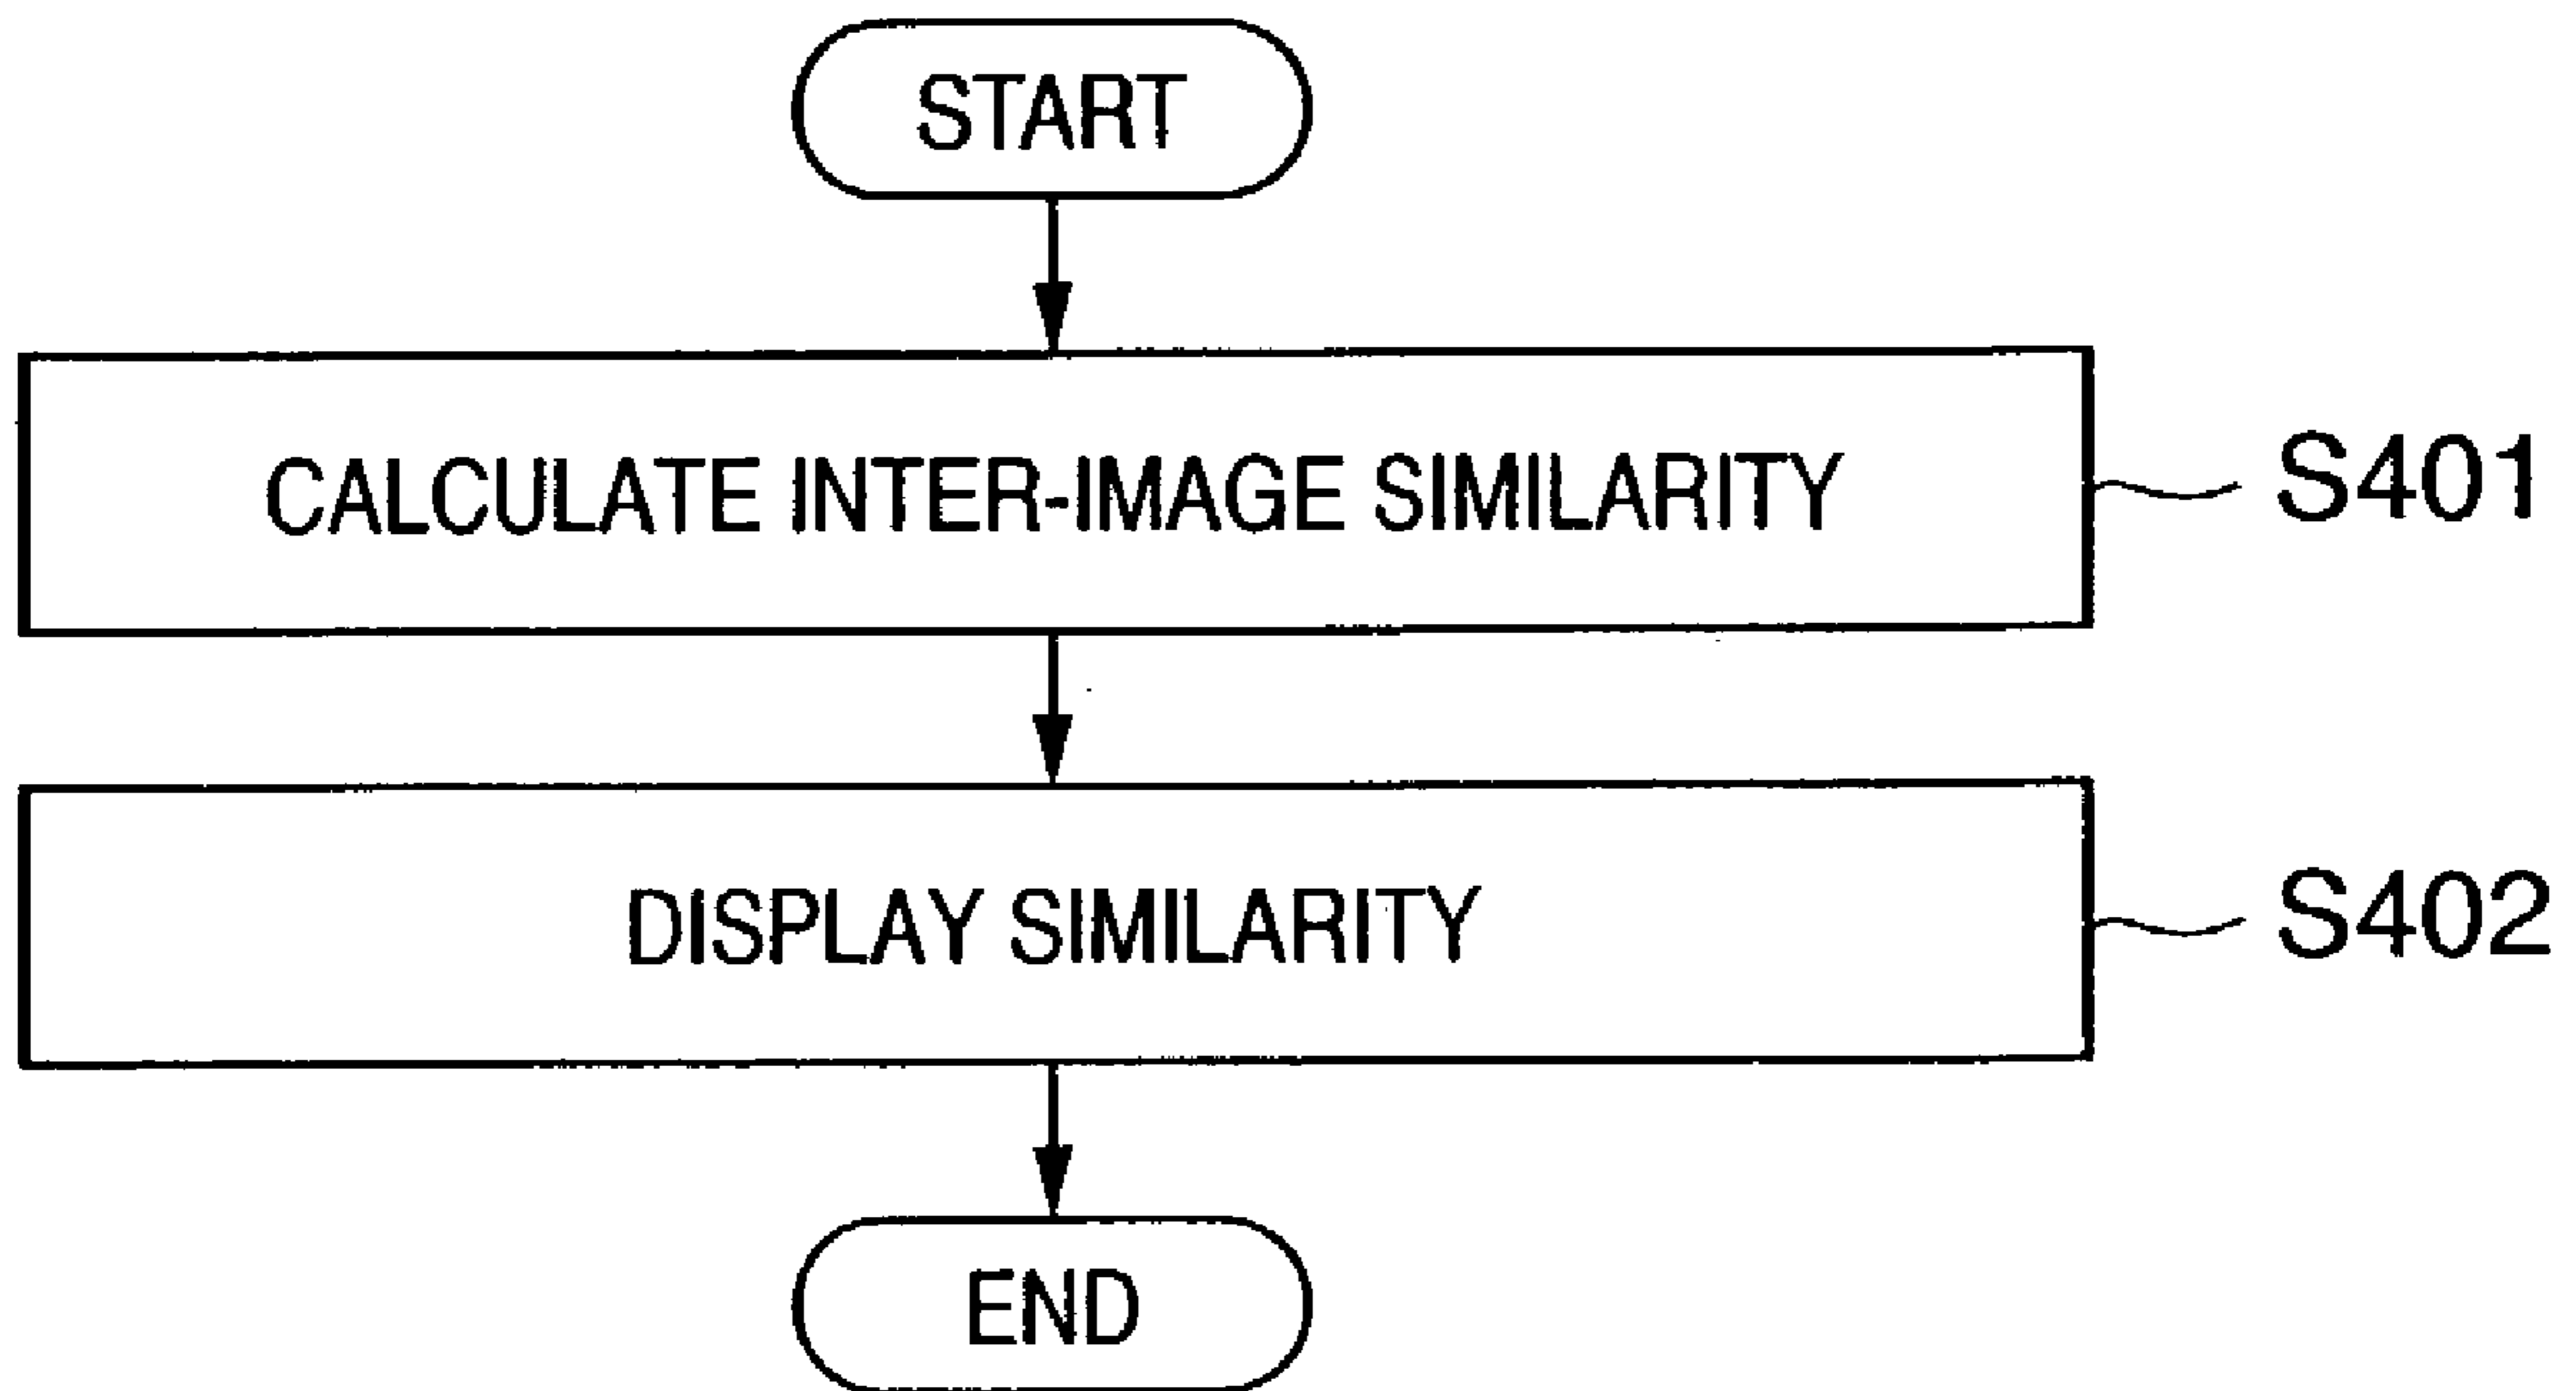 START
CALCULATE INTER-IMAGE SIMILARITY
S401
DISPLAY SIMILARITY
S402
END